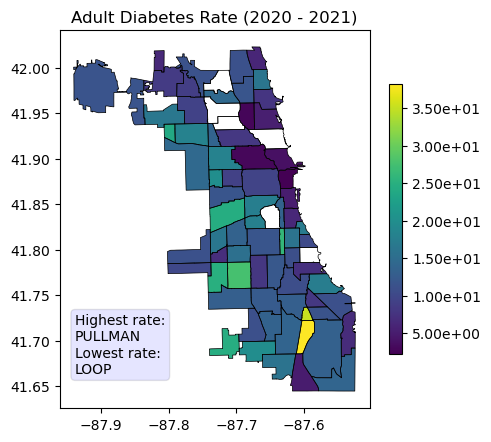 Adult Diabetes Rate (2020 - 2021)
42.00
41.95
41.90
41.85
41.80
41.75
41.70
41.65
−87.9
−87.8
−87.7
−87.6
3.50e+01
3.00e+01
2.50e+01
2.00e+01
1.50e+01
1.00e+01
5.00e+00
Highest rate:
PULLMAN
Lowest rate:
LOOP